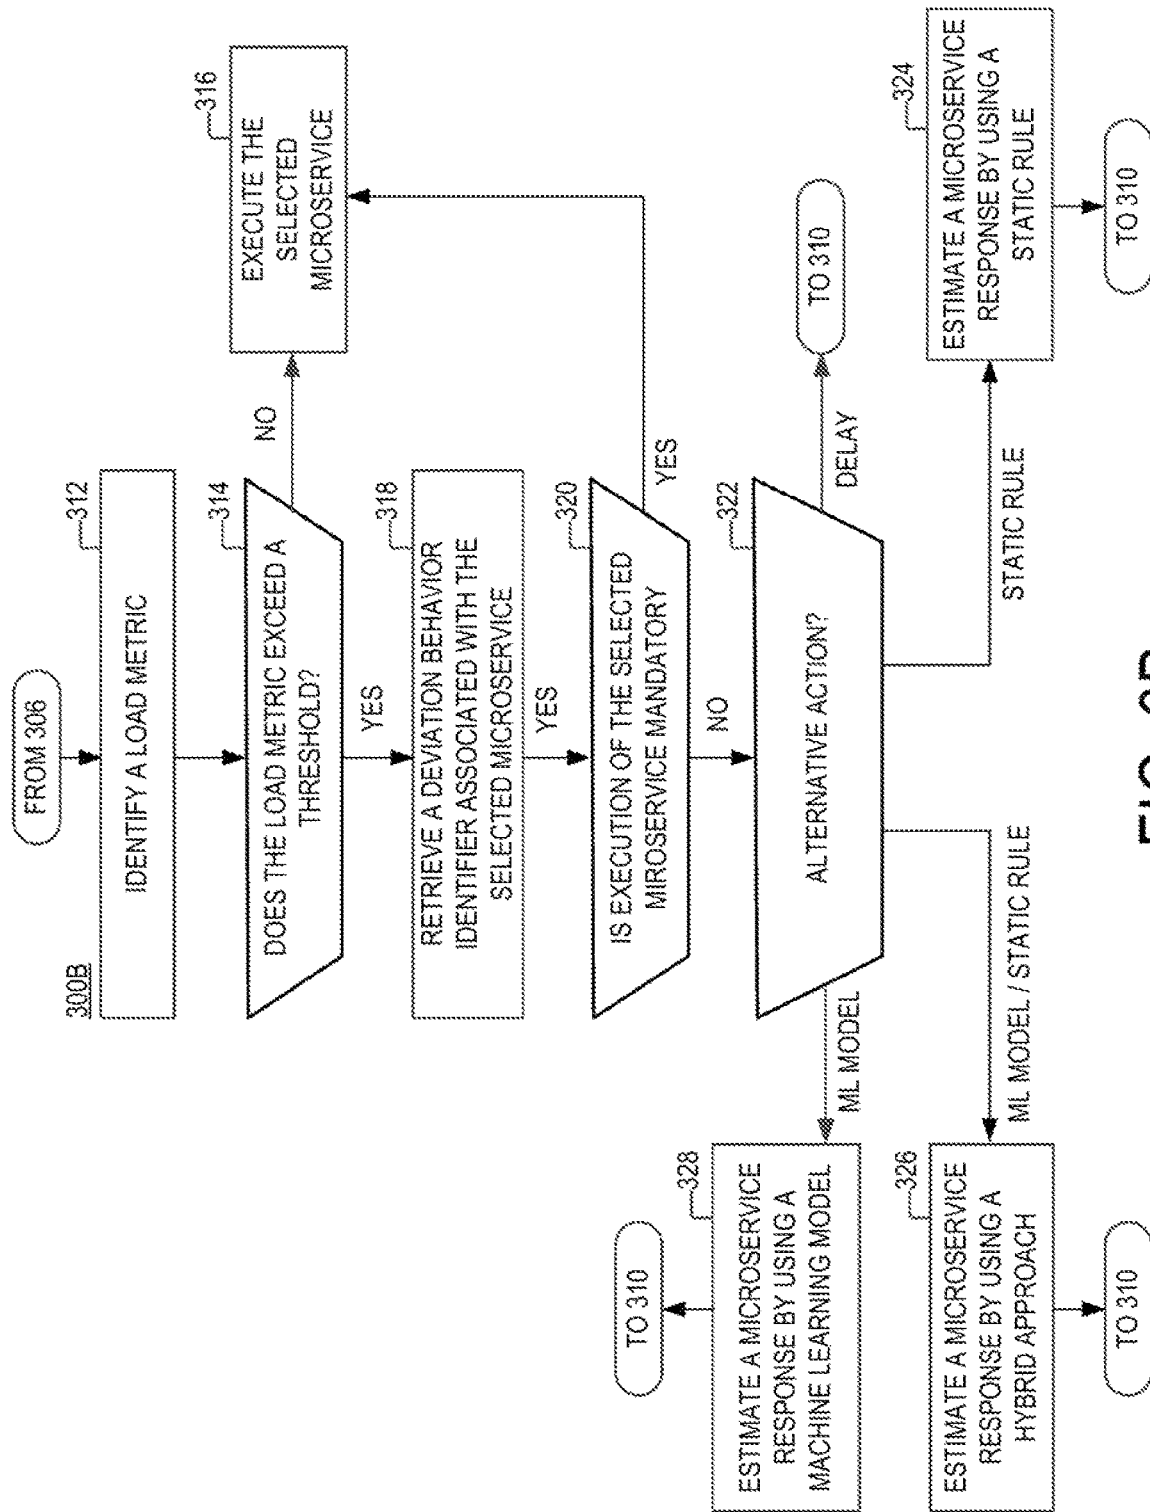 300B
FROM 306
312
IDENTIFY A LOAD METRIC
314
DOES THE LOAD METRIC EXCEED A
THRESHOLD?
NO
316
EXECUTE THE
SELECTED
MICROSERVICE
YES
318
RETRIEVE A DEVIATION BEHAVIOR
IDENTIFIER ASSOCIATED WITH THE
SELECTED MICROSERVICE
YES
320
IS EXECUTION OF THE SELECTED
MIROSERVICE MANDATORY
YES
NO
322
ALTERNATIVE ACTION?
DELAY
TO 310
ML MODEL
328
ESTIMATE A MICROSERVICE
RESPONSE BY USING A
MACHINE LEARNING MODEL
TO 310
ML MODEL / STATIC RULE
326
ESTIMATE A MICROSERVICE
RESPONSE BY USING A
HYBRID APPROACH
TO 310
STATIC RULE
324
ESTIMATE A MICROSERVICE
RESPONSE BY USING A
STATIC RULE
TO 310